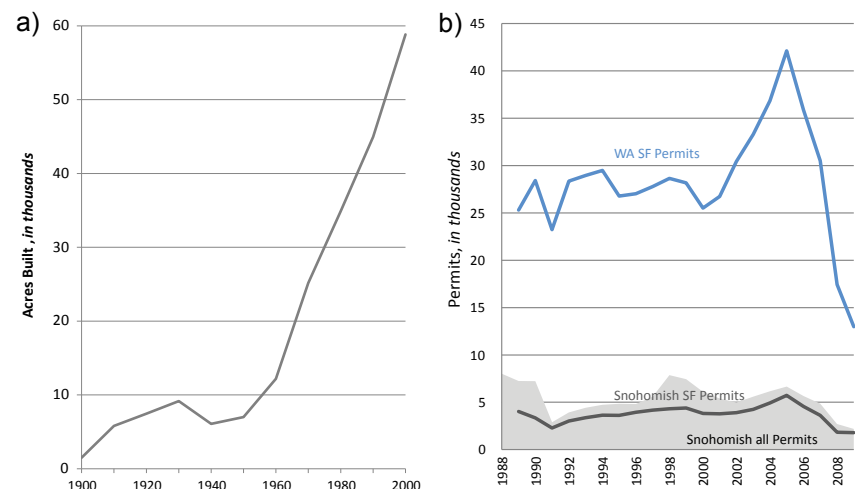 a)
Acres Built , in thousands
60
50
40
30
20
10
0
1900 1920 1940 1960 1980 2000
b)
Permits, in thousands
45
40
35
30
25
20
15
10
5
0
WA SF Permits
Snohomish SF Permits
Snohomish all Permits
1988 1990 1992 1994 1996 1998 2000 2002 2004 2006 2008